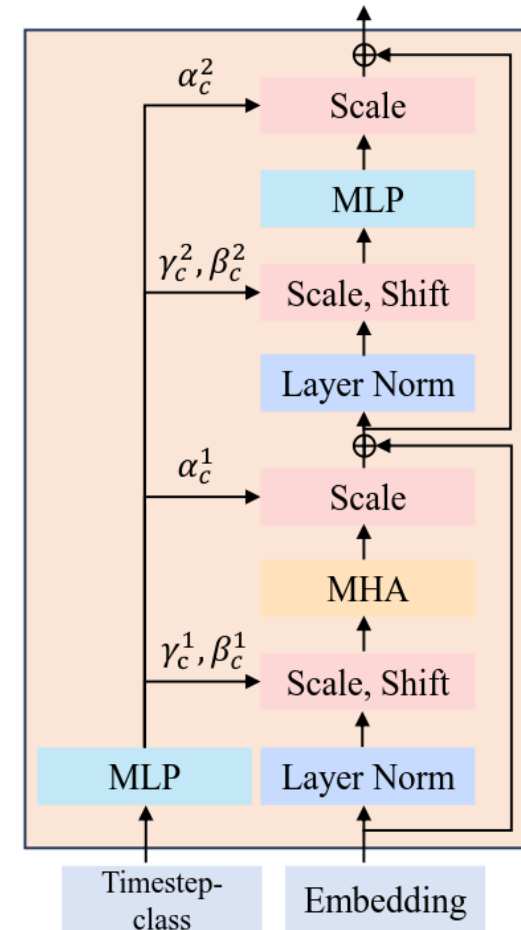 α_c^2
Scale
MLP
γ_c^2, β_c^2
Scale, Shift
Layer Norm
α_c^1
Scale
MHA
γ_c^1, β_c^1
Scale, Shift
MLP
Layer Norm
Timestep-
class
Embedding